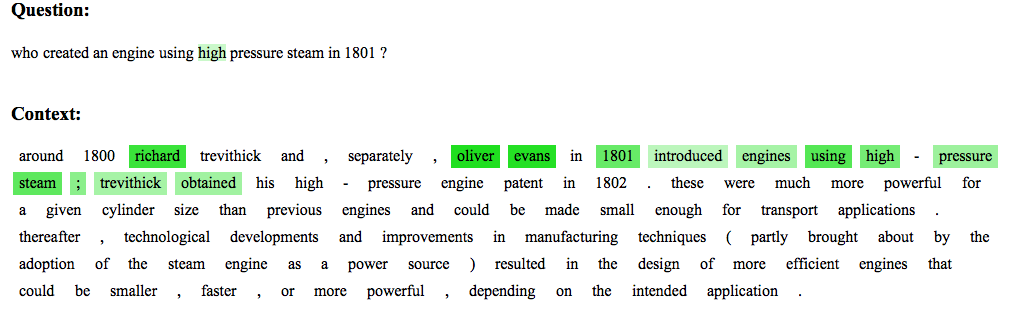 Question:
who created an engine using high pressure steam in 1801 ?
Context:
around 1800 richard trevithick and , separately , oliver evans in 1801 introduced engines using high - pressure
steam ; trevithick obtained his high - pressure engine patent in 1802 . these were much more powerful for
a given cylinder size than previous engines and could be made small enough for transport applications .
thereafter , technological developments and improvements in manufacturing techniques ( partly brought about by the
adoption of the steam engine as a power source ) resulted in the design of more efficient engines that
could be smaller , faster , or more powerful , depending on the intended application .